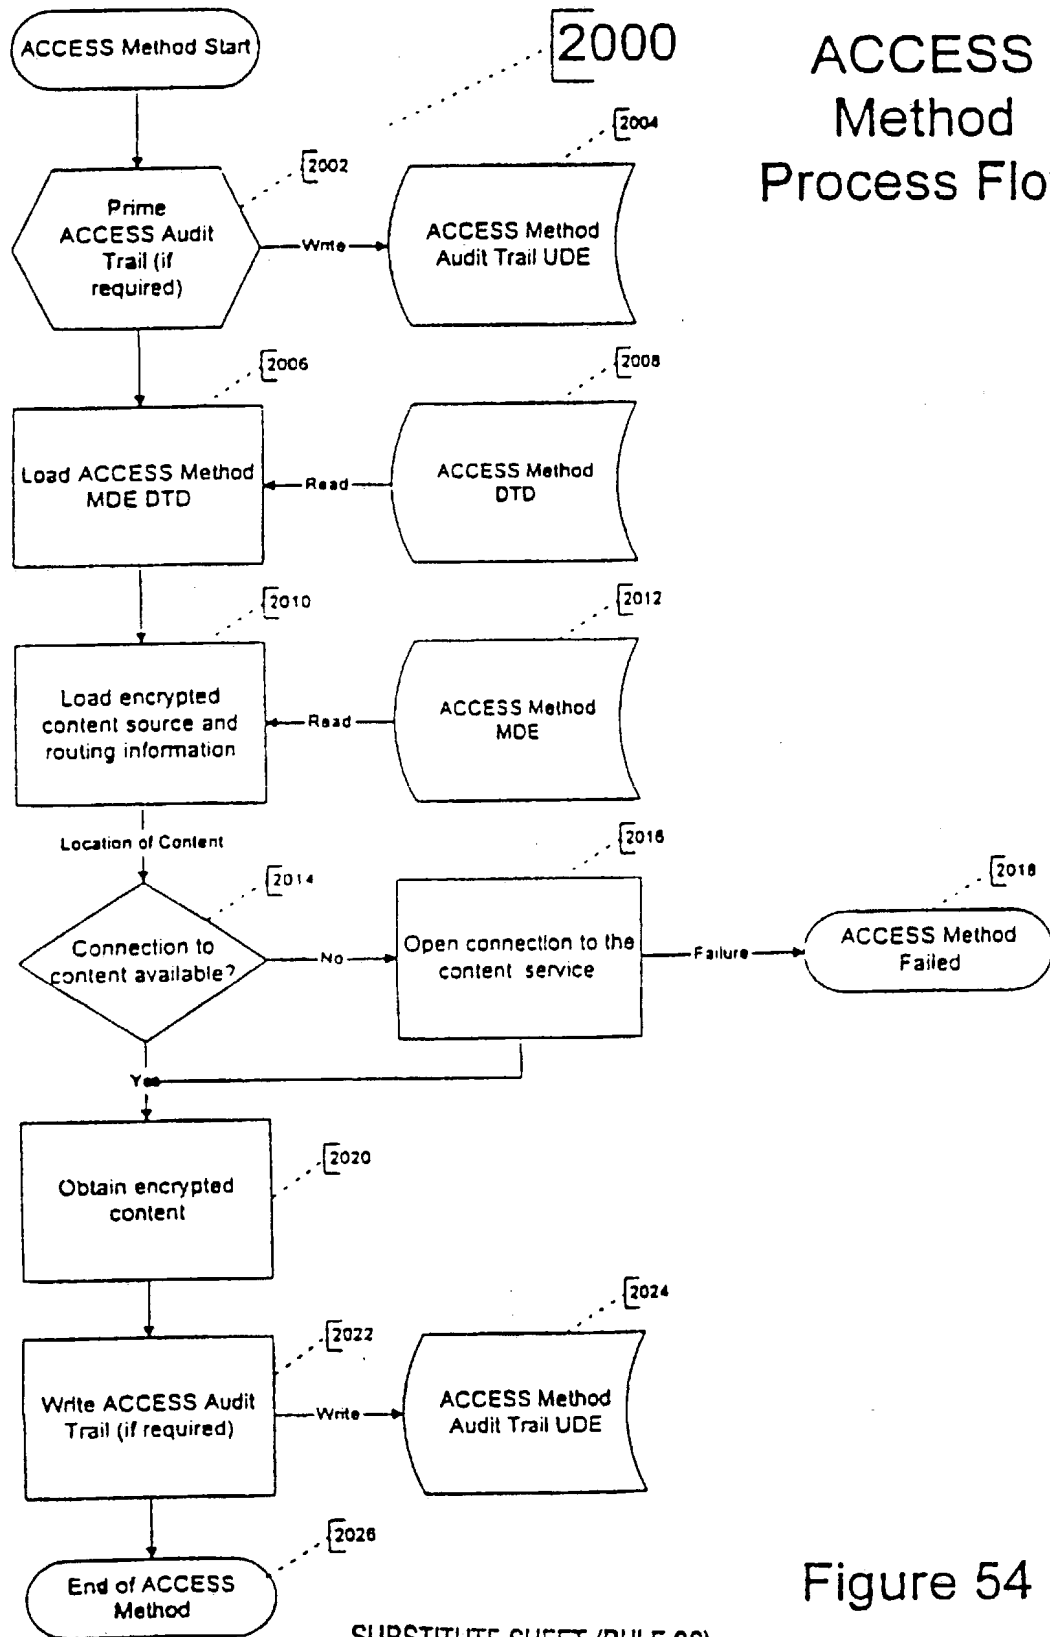 ACCESS Method Start
2000
ACCESS
Method
Process Flo
2002
2004
Prime
ACCESS Audit
Trail (if
required)
Write
ACCESS Method
Audit Trail UDE
2006
2008
Load ACCESS Method
MDE DTD
Read
ACCESS Method
DTD
2010
2012
Load encrypted
content source and
routing information
Read
ACCESS Method
MDE
Location of Content
2014
2016
2018
Connection to
content available?
No
Open connection to the
content service
Failure
ACCESS Method
Failed
Yes
2020
Obtain encrypted
content
2022
2024
Write ACCESS Audit
Trail (if required)
Write
ACCESS Method
Audit Trail UDE
2026
End of ACCESS
Method
Figure 54
SUBSTITUTE SHEET (RULE 26)